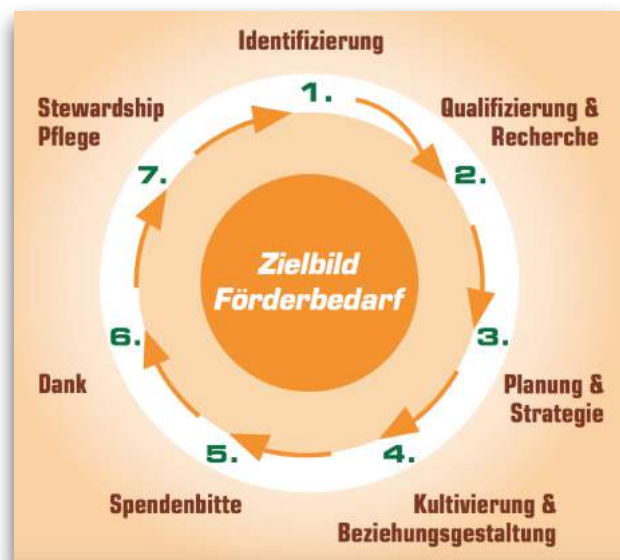 Identifizierung
1.
Qualifizierung &
Recherche
2.
3.
Planung &
Strategie
4.
Kultivierung &
Beziehungsgestaltung
5.
Spendenbitte
6.
Dank
7.
Stewardship
Pflege
Zielbild
Förderbedarf